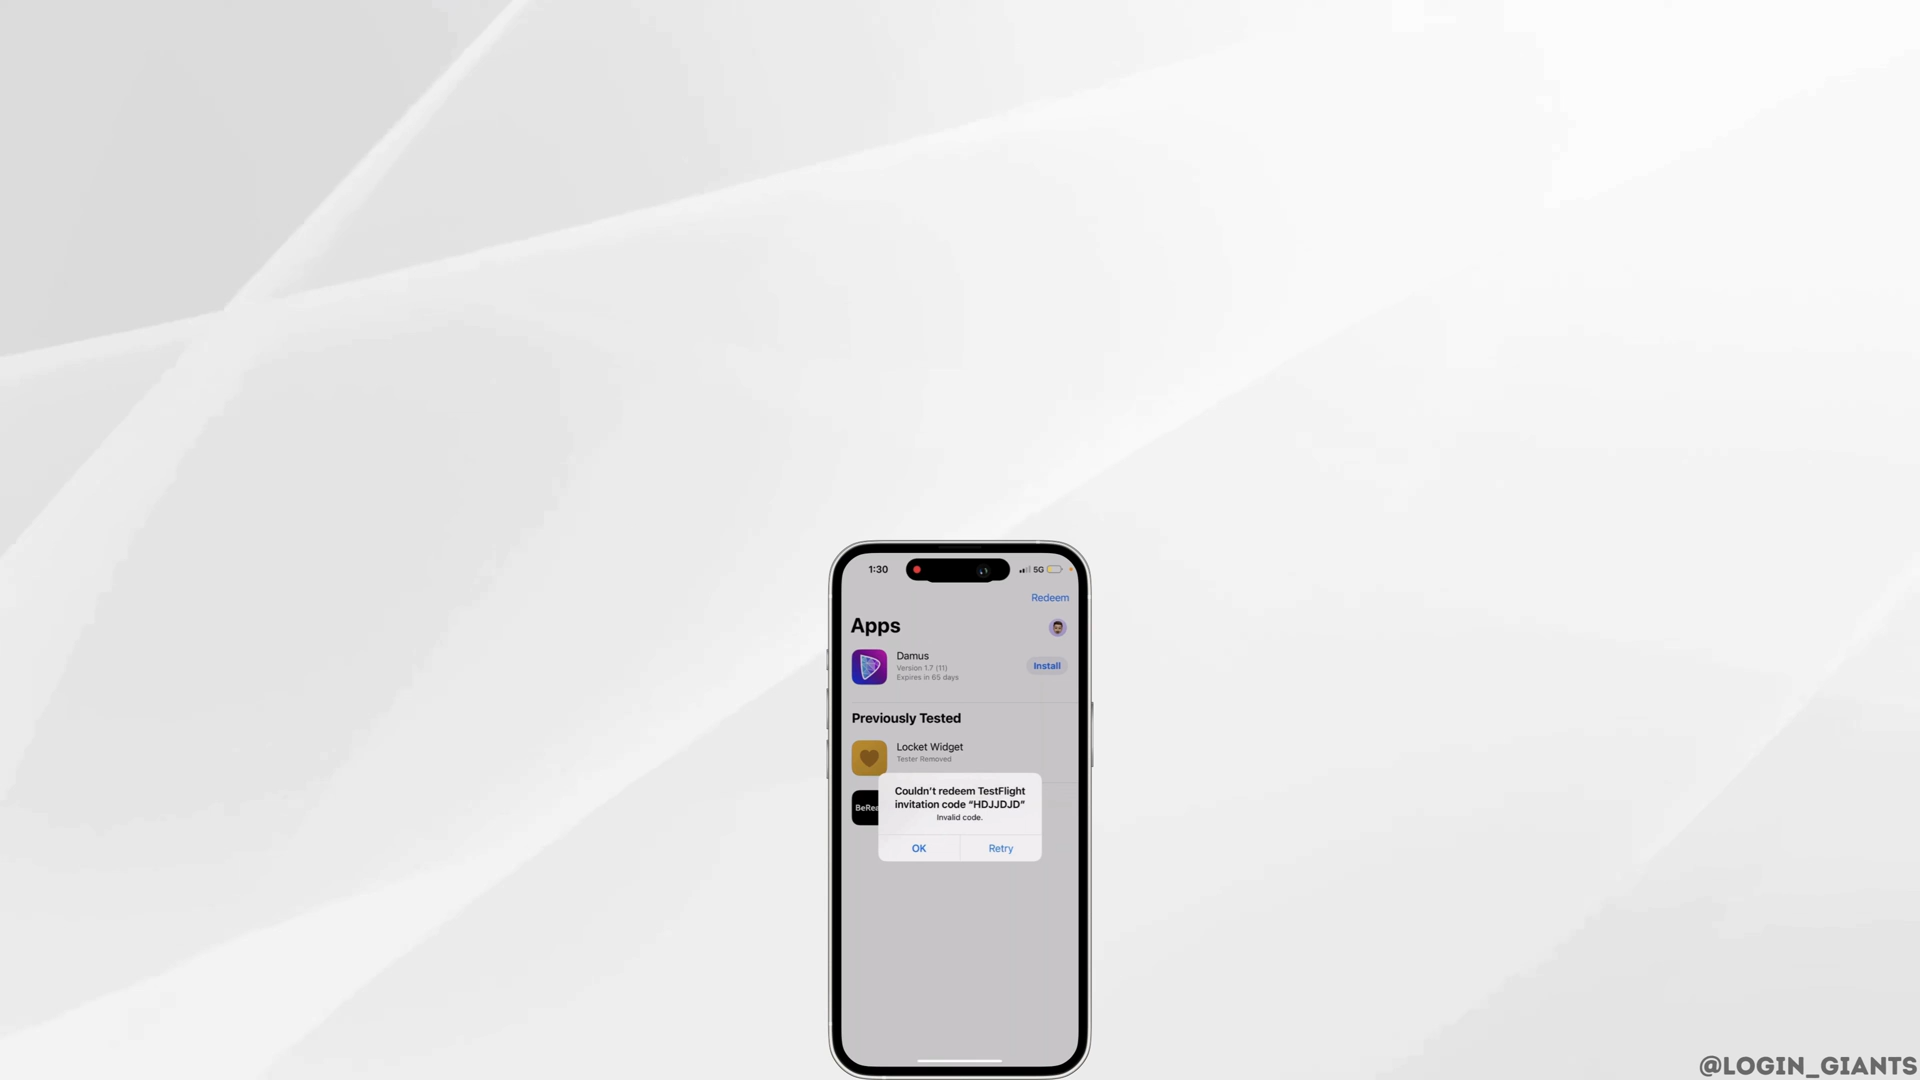 1:30
5G
Redeem
Apps
Damus
Version 1.7 (11)
Expires in 65 days
Install
Previously Tested
Locket Widget
Tester Removed
BeRea
Couldn't redeem TestFlight
invitation code “HDJJDJD”
Invalid code.
OK
Retry
@LOGIN_GIANTS